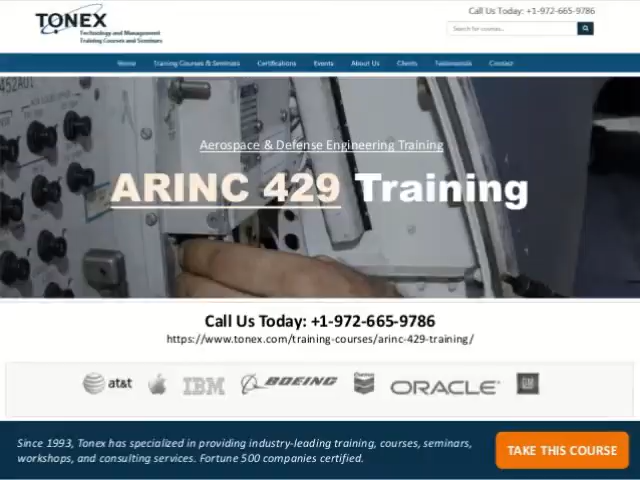 TONEX
Technology and Management
Training Courses and Seminars
Call Us Today: +1-972-665-9786
Search for courses...
Home Training Courses & Seminars Certifications Events About Us Clients Testimonials Contact
452A01
Aerospace & Defense Engineering Training
ARINC 429 Training
Call Us Today: +1-972-665-9786
https://www.tonex.com/training-courses/arinc-429-training/
at&t IBM BOEING Chevron ORACLE GM
Since 1993, Tonex has specialized in providing industry-leading training, courses, seminars,
workshops, and consulting services. Fortune 500 companies certified.
TAKE THIS COURSE